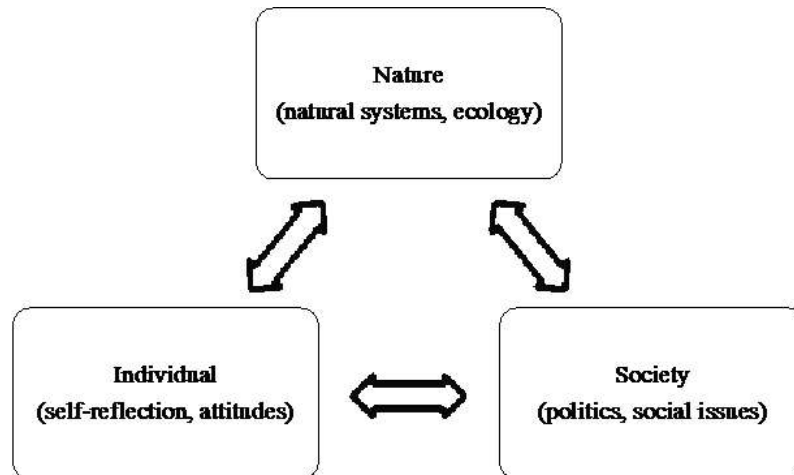 Nature
(natural systems, ecology)
Individual
(self-reflection, attitudes)
Society
(politics, social issues)